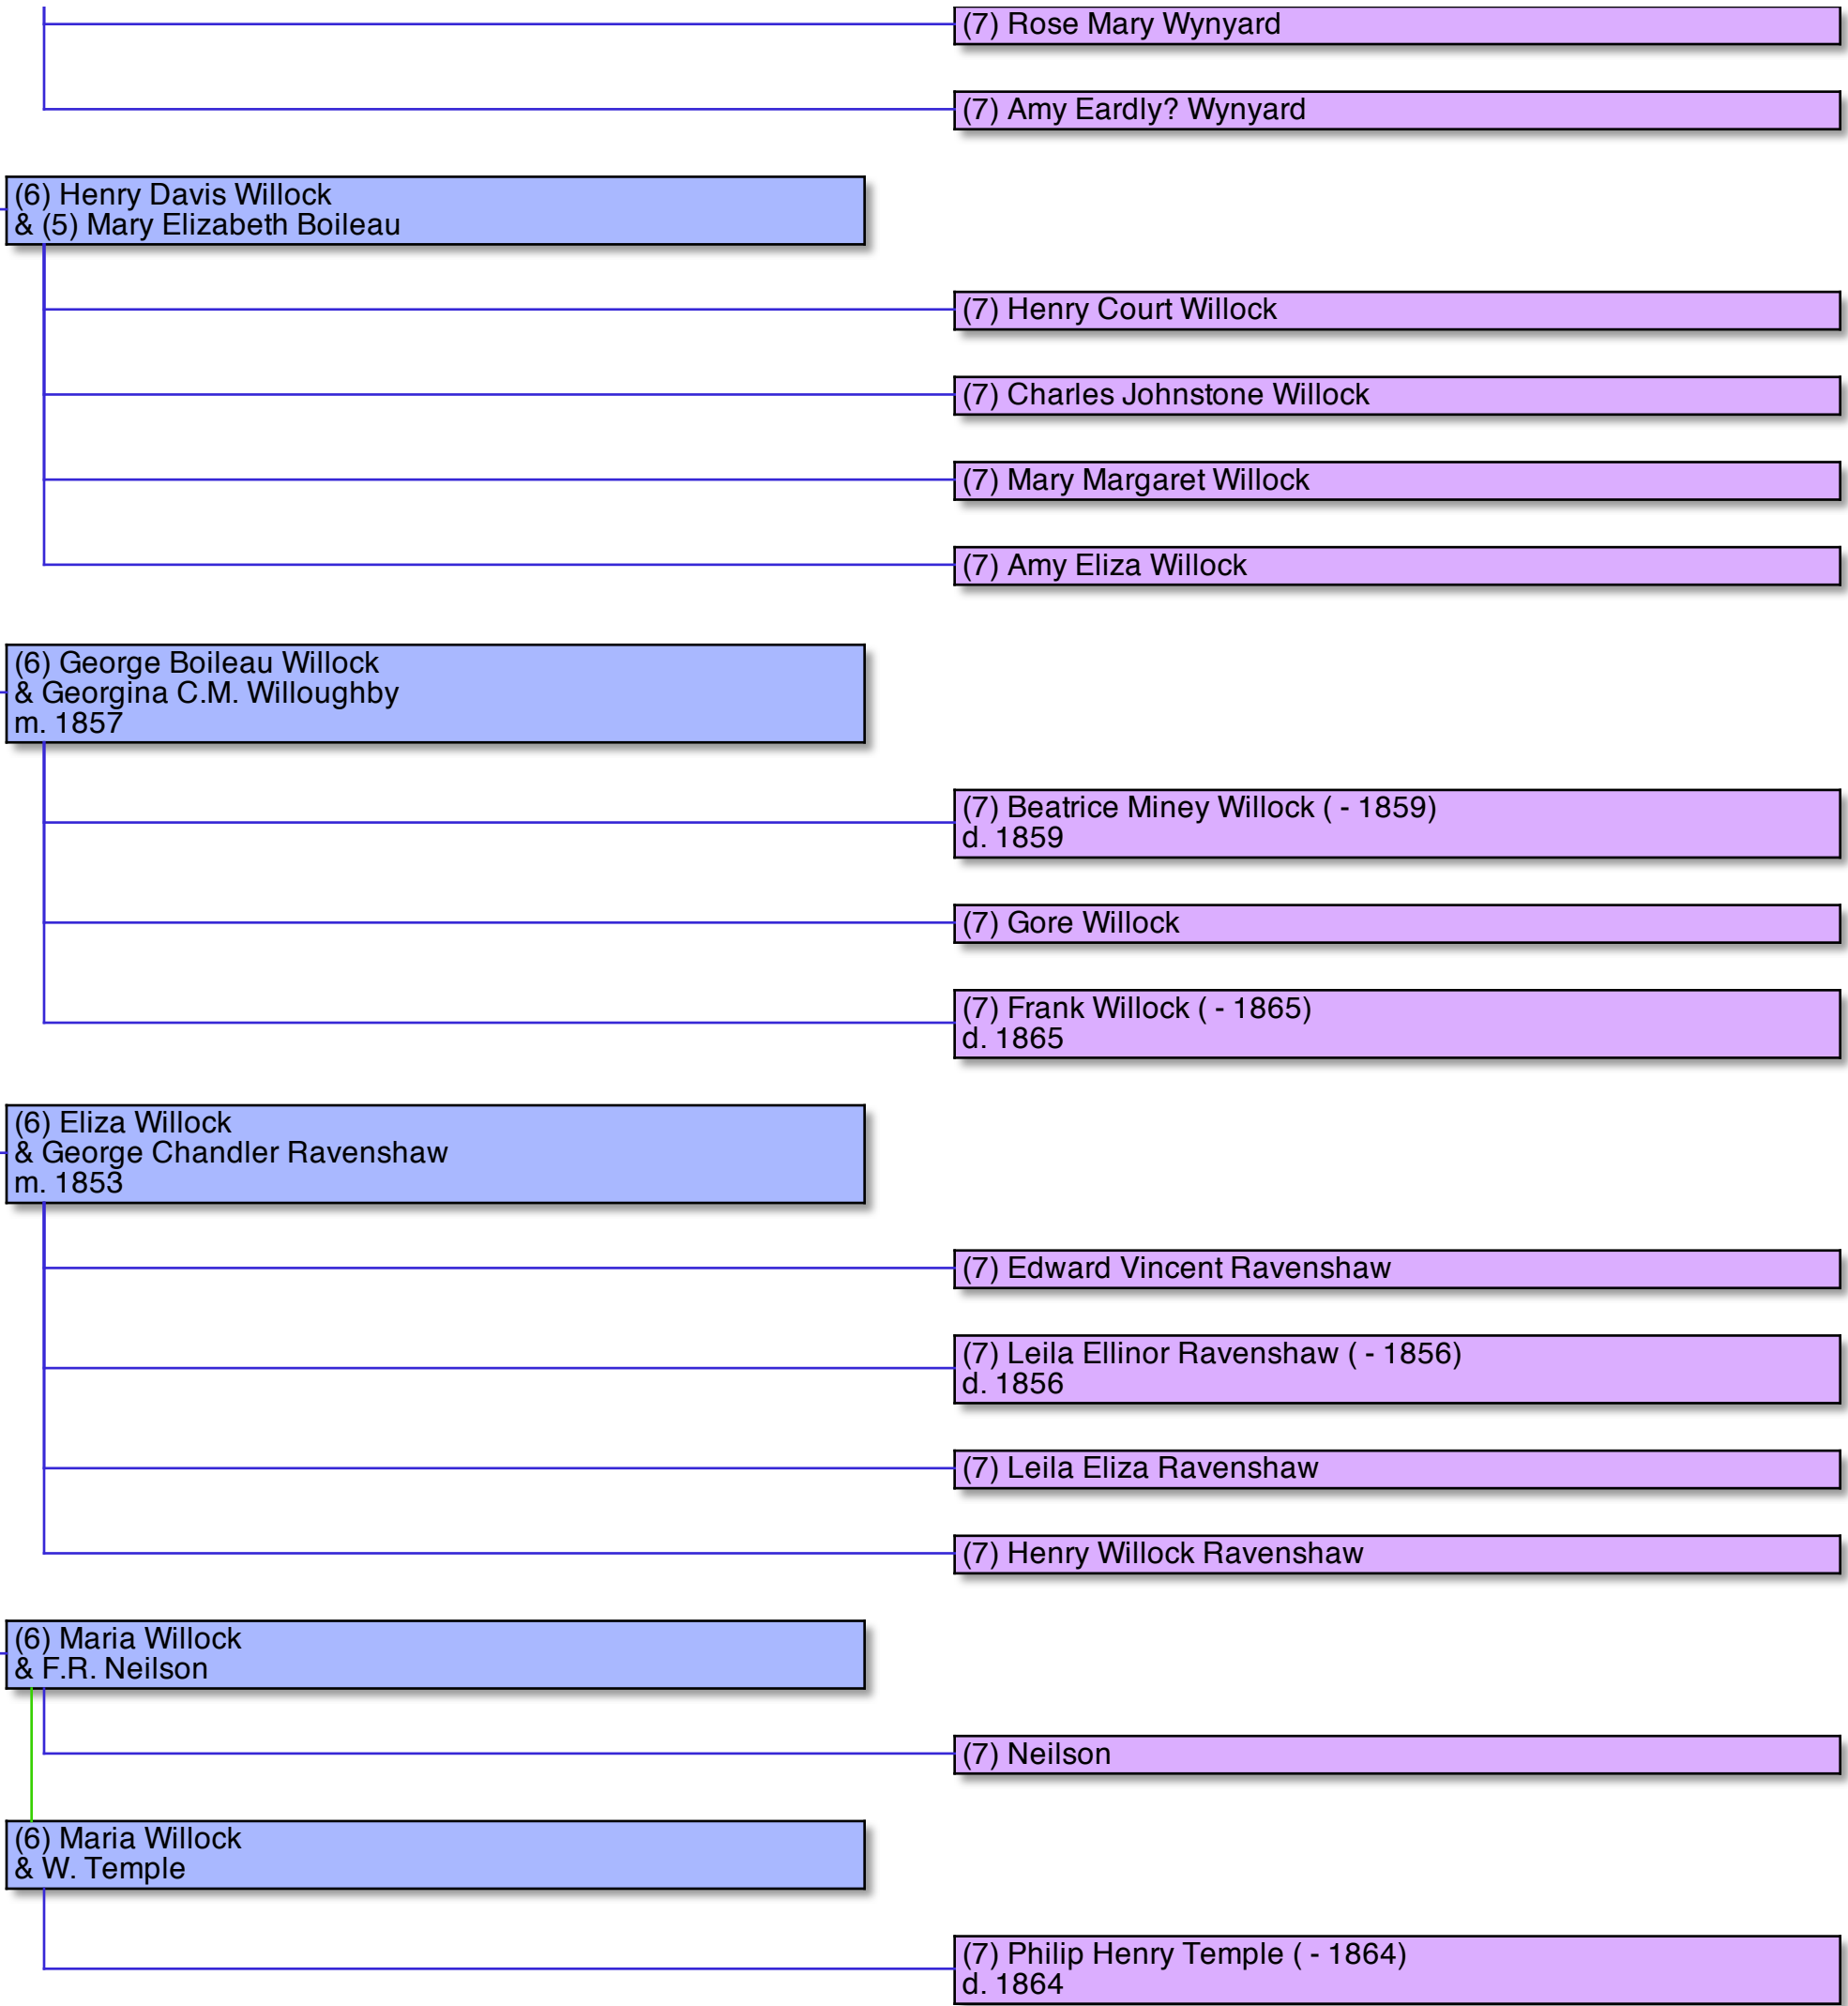 (7) Rose Mary Wynyard
(7) Amy Eardly? Wynyard
(6) Henry Davis Willock
& (5) Mary Elizabeth Boileau
(7) Henry Court Willock
(7) Charles Johnstone Willock
(7) Mary Margaret Willock
(7) Amy Eliza Willock
(6) George Boileau Willock
& Georgina C.M. Willoughby
m. 1857
(7) Beatrice Miney Willock ( - 1859)
d. 1859
(7) Gore Willock
(7) Frank Willock ( - 1865)
d. 1865
(6) Eliza Willock
& George Chandler Ravenshaw
m. 1853
(7) Edward Vincent Ravenshaw
(7) Leila Ellinor Ravenshaw ( - 1856)
d. 1856
(7) Leila Eliza Ravenshaw
(7) Henry Willock Ravenshaw
(6) Maria Willock
& F.R. Neilson
(7) Neilson
(6) Maria Willock
& W. Temple
(7) Philip Henry Temple ( - 1864)
d. 1864